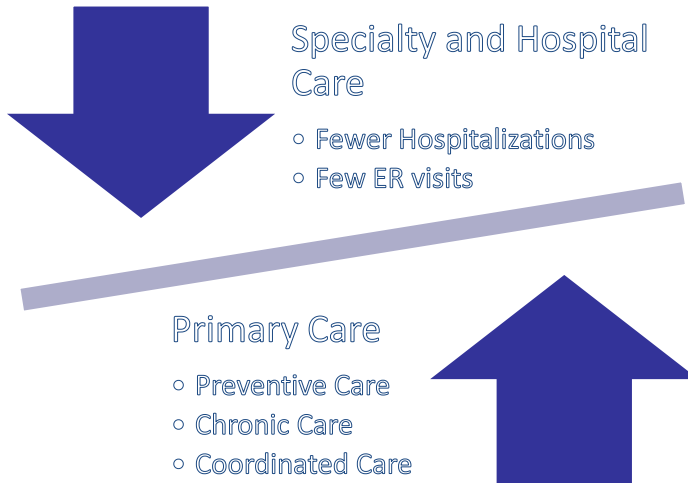 Specialty and Hospital
Care
◦ Fewer Hospitalizations
◦ Few ER visits
Primary Care
◦ Preventive Care
◦ Chronic Care
◦ Coordinated Care